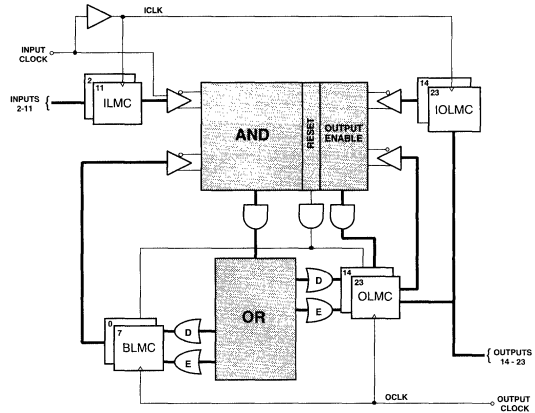 ICLK
INPUT
CLOCK
2
11
ILMC
INPUTS
2-11
AND
RESET
OUTPUT
ENABLE
14
23
IOLMC
OR
D
E
14
23
OLMC
0
7
BLMC
D
E
OUTPUTS
14 - 23
OCLK
OUTPUT
CLOCK